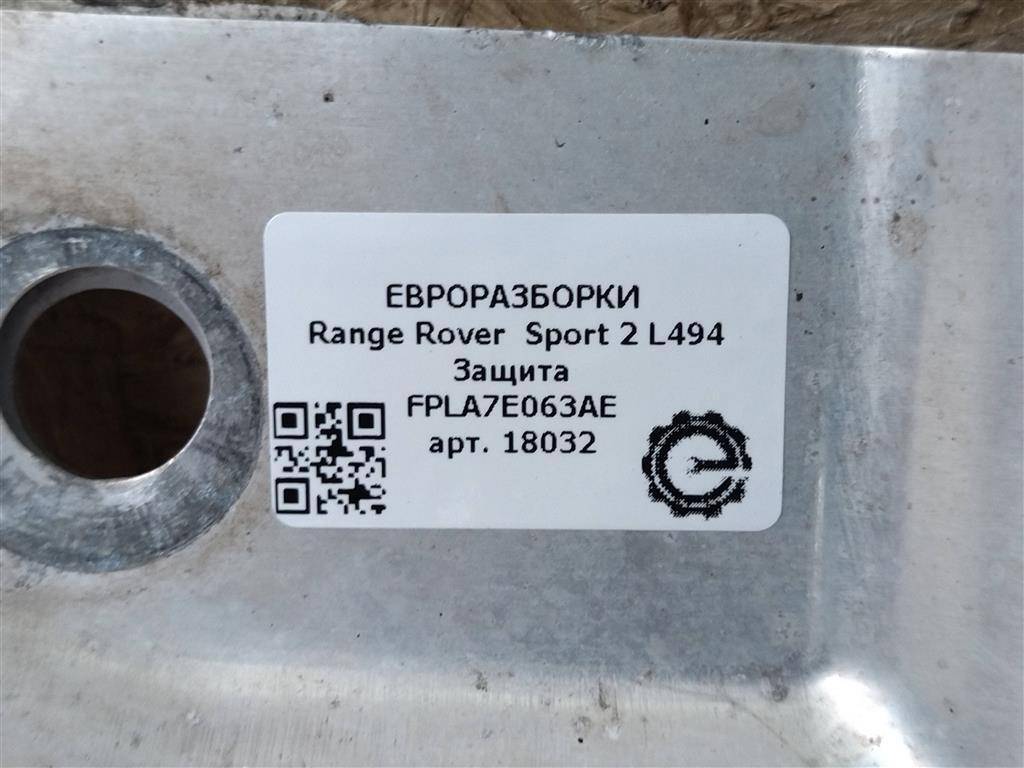 ЕВРОРАЗБОРКИ
Range Rover Sport 2 L494
Защита
FPLA7E063AE
арт. 18032